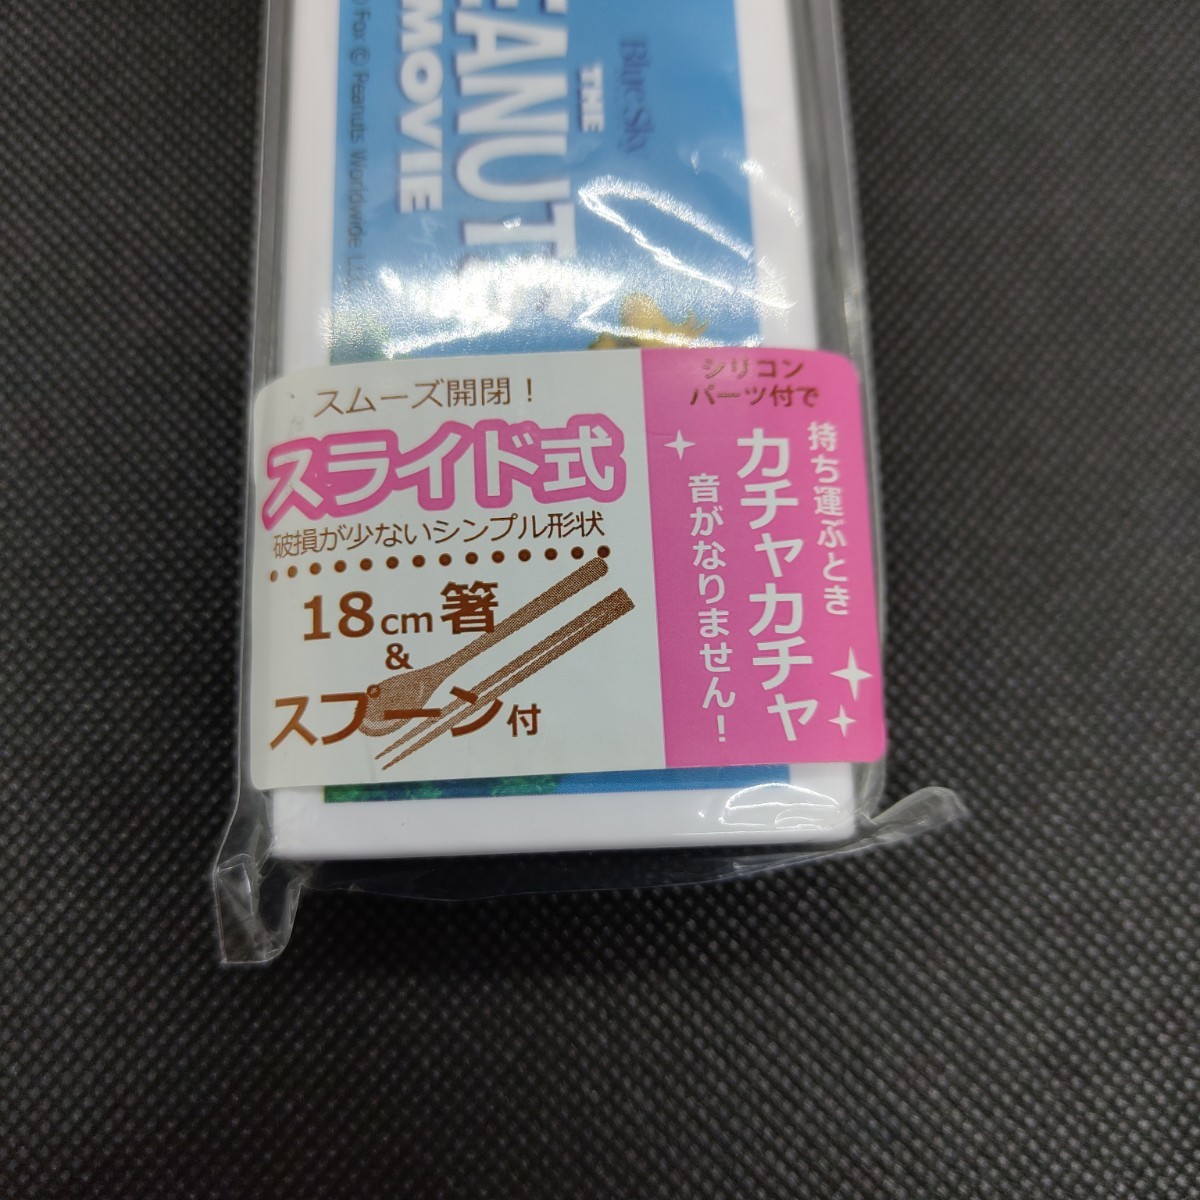 Fox © Peanuts Worldwide LLC
BlueSky
THE
EANUTS
MOVIE
スムーズ開閉！
スライド式
破損が少ないシンプル形状
18cm箸
&
スプーン付
シリコン
パーツ付で
持ち運ぶとき
カチャカチャ
音がなりません！